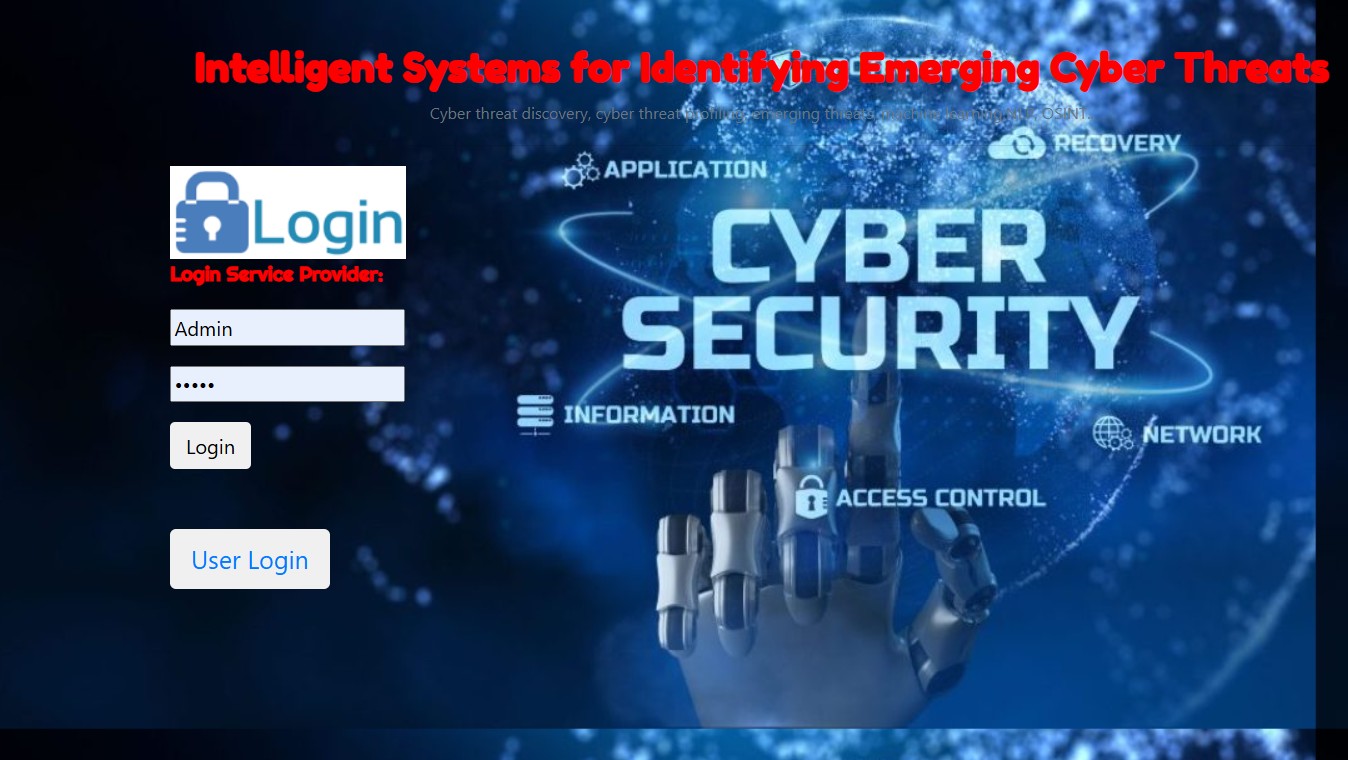 Intelligent Systems for Identifying Emerging Cyber Threats
Cyber threat discovery, cyber threat profiling, emerging threats, machine learning, OSINT.
RECOVERY
APPLICATION
Login
CYBER
SECURITY
Login Service Provider:
Admin
•••••
INFORMATION
Login
NETWORK
ACCESS CONTROL
User Login